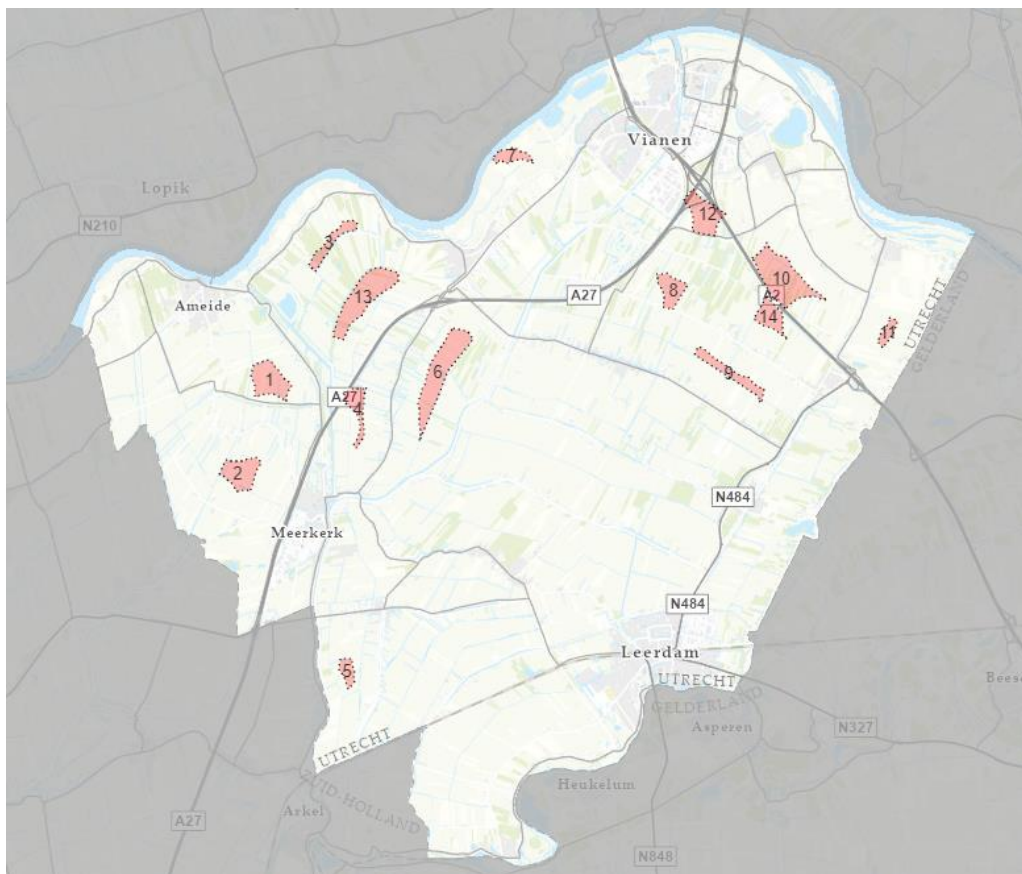 Vianen
7
Lopik
N210
12
3
10
UTRECHT
GELDERLAND
13
8
A2
A27
Ameide
14
11
6
9
1
A27
4
2
N484
Meerkerk
N484
Leerdam
5
UTRECHT
GELDERLAND
Asperen
N327
UTRECHT
ZUID-HOLLAND
Heukelum
Arkel
A27
N848